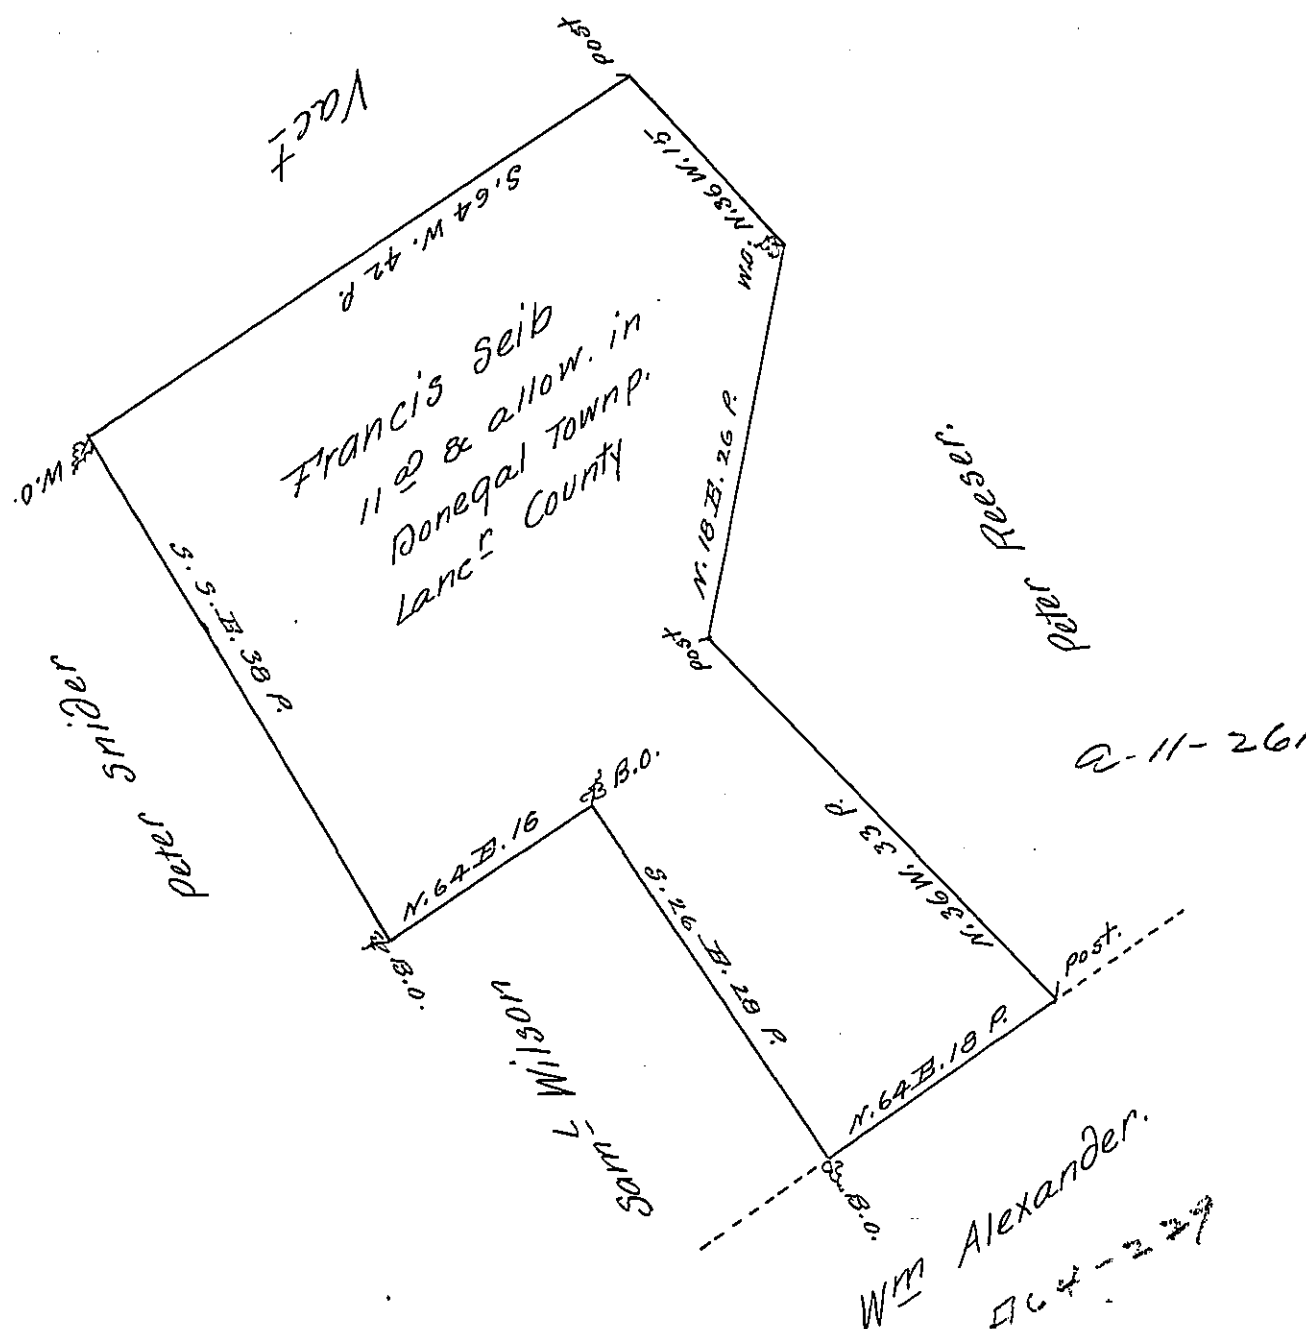 post
Vact
S. 64 W. 42 P.
N. 36 W. 15
W.O.
W.O.
Francis Seib
11 a & allow. in
Donegal Townp.
Lancr County
N. 18 E. 26 P.
Peter Reeser.
S. S. E. 38 P.
post
Peter Snider
B.O.
N. 64 E. 16
N. 36 W. 33 P.
B.O.
S. 26 E. 28 P.
post.
Saml Wilson
N. 64 E. 18 P.
B.O.
Wm Alexander.